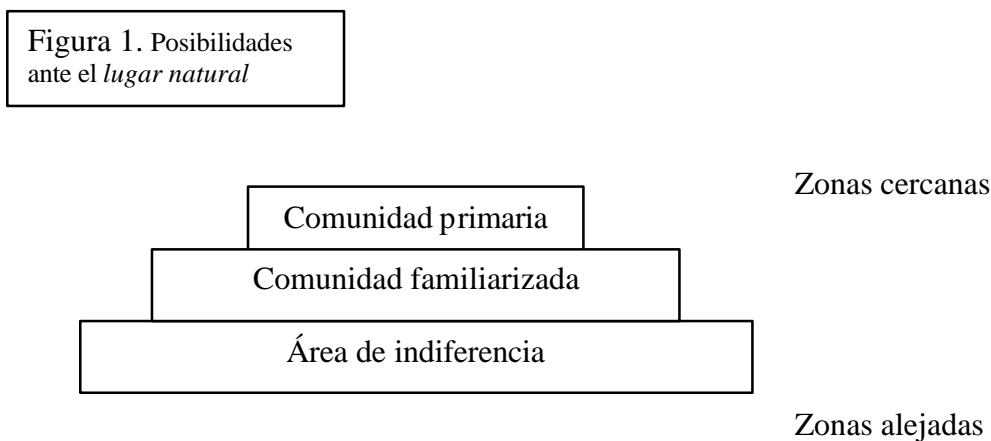 Figura 1. Posibilidades
ante el lugar natural
Zonas cercanas
Comunidad primaria
Comunidad familiarizada
Área de indiferencia
Zonas alejadas